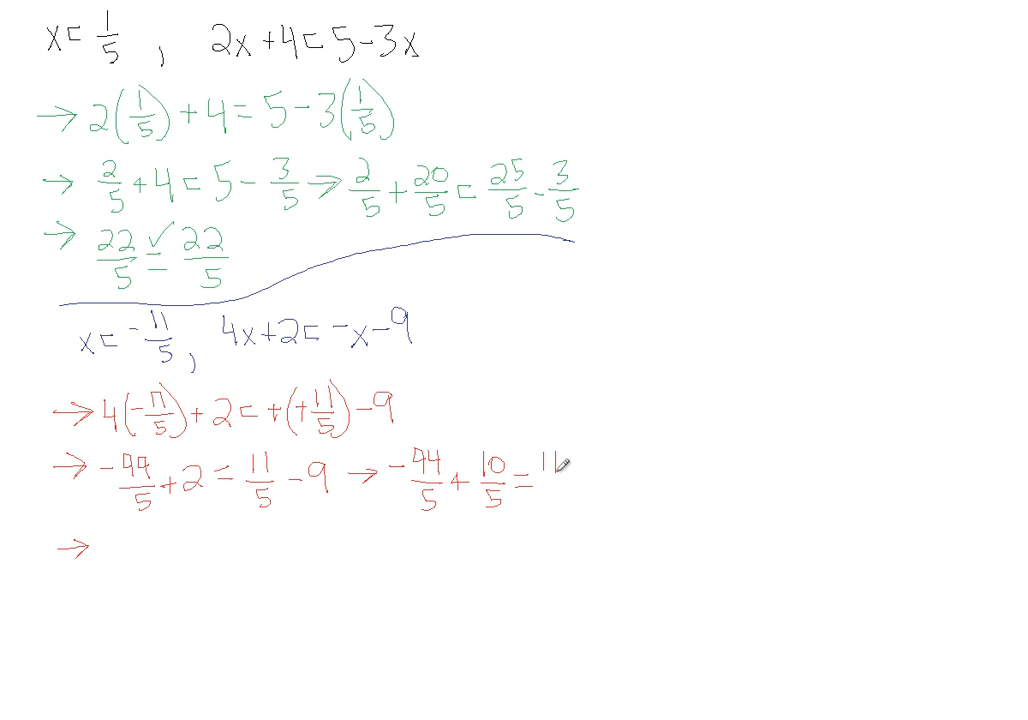 x = 1/5 , 2x + 4 = 5 - 3x
→ 2(1/5) + 4 = 5 - 3(1/5)
→ 2/5 + 4 = 5 - 3/5 → 2/5 + 20/5 = 25/5 - 3/5
→ 22/5 =✓ 22/5
x = -11/5 , 4x + 2 = -x - 9
→ 4(-11/5) + 2 = +(+11/5) - 9
→ -44/5 + 2 = 11/5 - 9 → -44/5 + 10/5 = 11
→